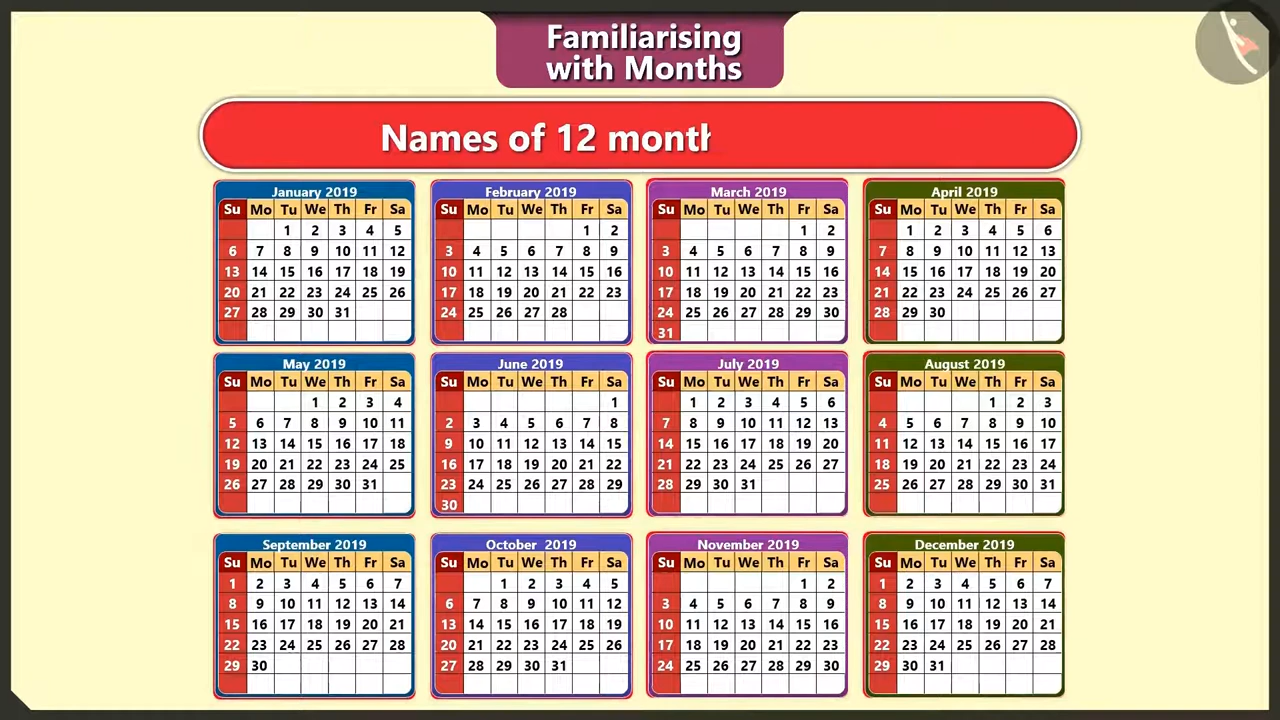 Familiarising
with Months
Names of 12 month
January 2019 February 2019 March 2019 April 2019
Su Mo Tu We Th Fr Sa Su Mo Tu We Th Fr Sa Su Mo Tu We Th Fr Sa Su Mo Tu We Th Fr Sa
1 2 3 4 5 1 2 1 2 1 2 3 4 5 6
6 7 8 9 10 11 12 3 4 5 6 7 8 9 3 4 5 6 7 8 9 7 8 9 10 11 12 13
13 14 15 16 17 18 19 10 11 12 13 14 15 16 10 11 12 13 14 15 16 14 15 16 17 18 19 20
20 21 22 23 24 25 26 17 18 19 20 21 22 23 17 18 19 20 21 22 23 21 22 23 24 25 26 27
27 28 29 30 31 24 25 26 27 28 24 25 26 27 28 29 30 28 29 30
31
May 2019 June 2019 July 2019 August 2019
Su Mo Tu We Th Fr Sa Su Mo Tu We Th Fr Sa Su Mo Tu We Th Fr Sa Su Mo Tu We Th Fr Sa
1 2 3 4 1 1 2 3 4 5 6 1 2 3
5 6 7 8 9 10 11 2 3 4 5 6 7 8 7 8 9 10 11 12 13 4 5 6 7 8 9 10
12 13 14 15 16 17 18 9 10 11 12 13 14 15 14 15 16 17 18 19 20 11 12 13 14 15 16 17
19 20 21 22 23 24 25 16 17 18 19 20 21 22 21 22 23 24 25 26 27 18 19 20 21 22 23 24
26 27 28 29 30 31 23 24 25 26 27 28 29 28 29 30 31 25 26 27 28 29 30 31
30
September 2019 October 2019 November 2019 December 2019
Su Mo Tu We Th Fr Sa Su Mo Tu We Th Fr Sa Su Mo Tu We Th Fr Sa Su Mo Tu We Th Fr Sa
1 2 3 4 5 6 7 1 2 3 4 5 1 2 1 2 3 4 5 6 7
8 9 10 11 12 13 14 6 7 8 9 10 11 12 3 4 5 6 7 8 9 8 9 10 11 12 13 14
15 16 17 18 19 20 21 13 14 15 16 17 18 19 10 11 12 13 14 15 16 15 16 17 18 19 20 21
22 23 24 25 26 27 28 20 21 22 23 24 25 26 17 18 19 20 21 22 23 22 23 24 25 26 27 28
29 30 27 28 29 30 31 24 25 26 27 28 29 30 29 30 31